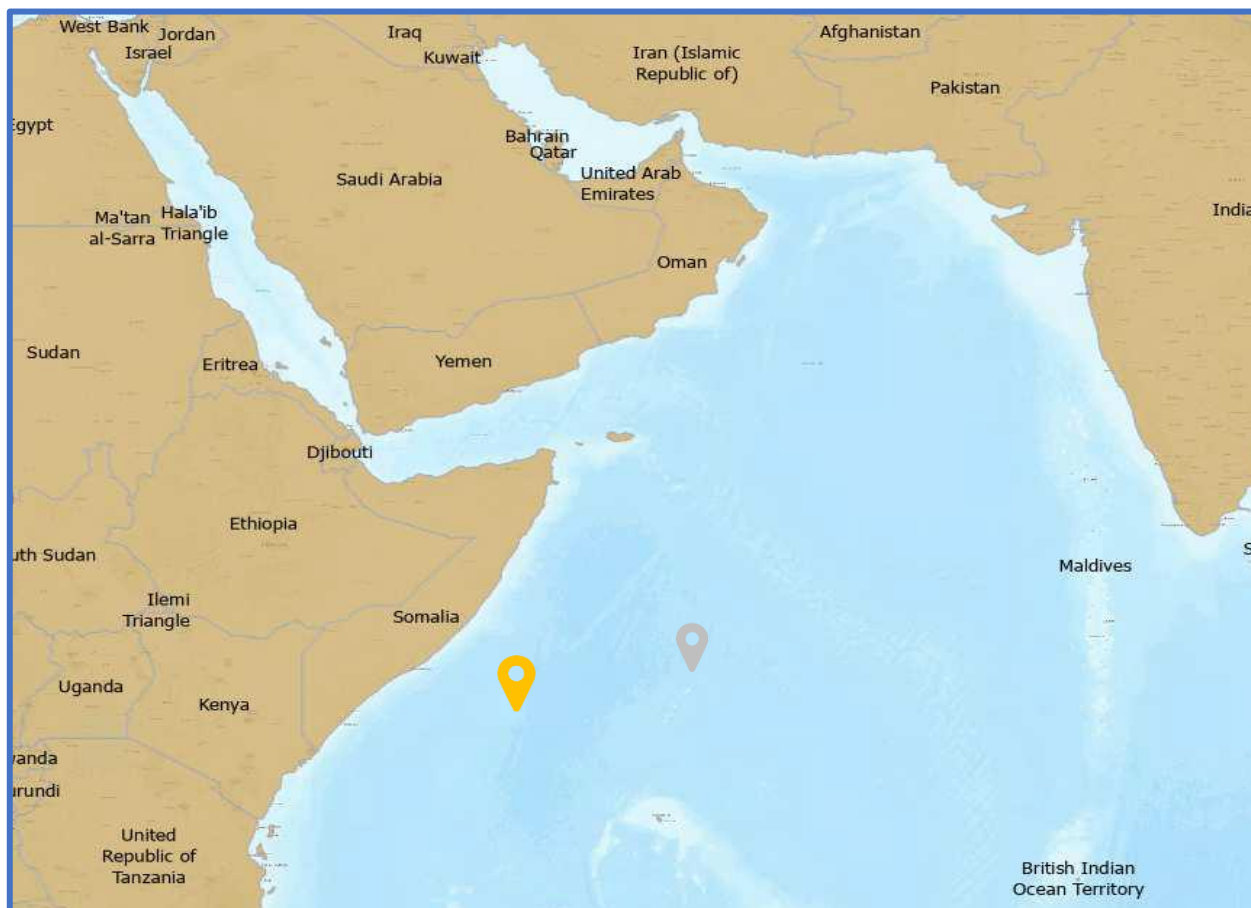 West Bank
Jordan
Israel
Iraq
Kuwait
Iran (Islamic
Republic of)
Afghanistan
Pakistan
Egypt
Bahrain
Qatar
Saudi Arabia
United Arab
Emirates
India
Ma'tan
al-Sarra
Hala'ib
Triangle
Oman
Sudan
Eritrea
Yemen
Djibouti
Ethiopia
uth Sudan
S
Maldives
Ilemi
Triangle
Somalia
Uganda
Kenya
wanda
urundi
United
Republic of
Tanzania
British Indian
Ocean Territory